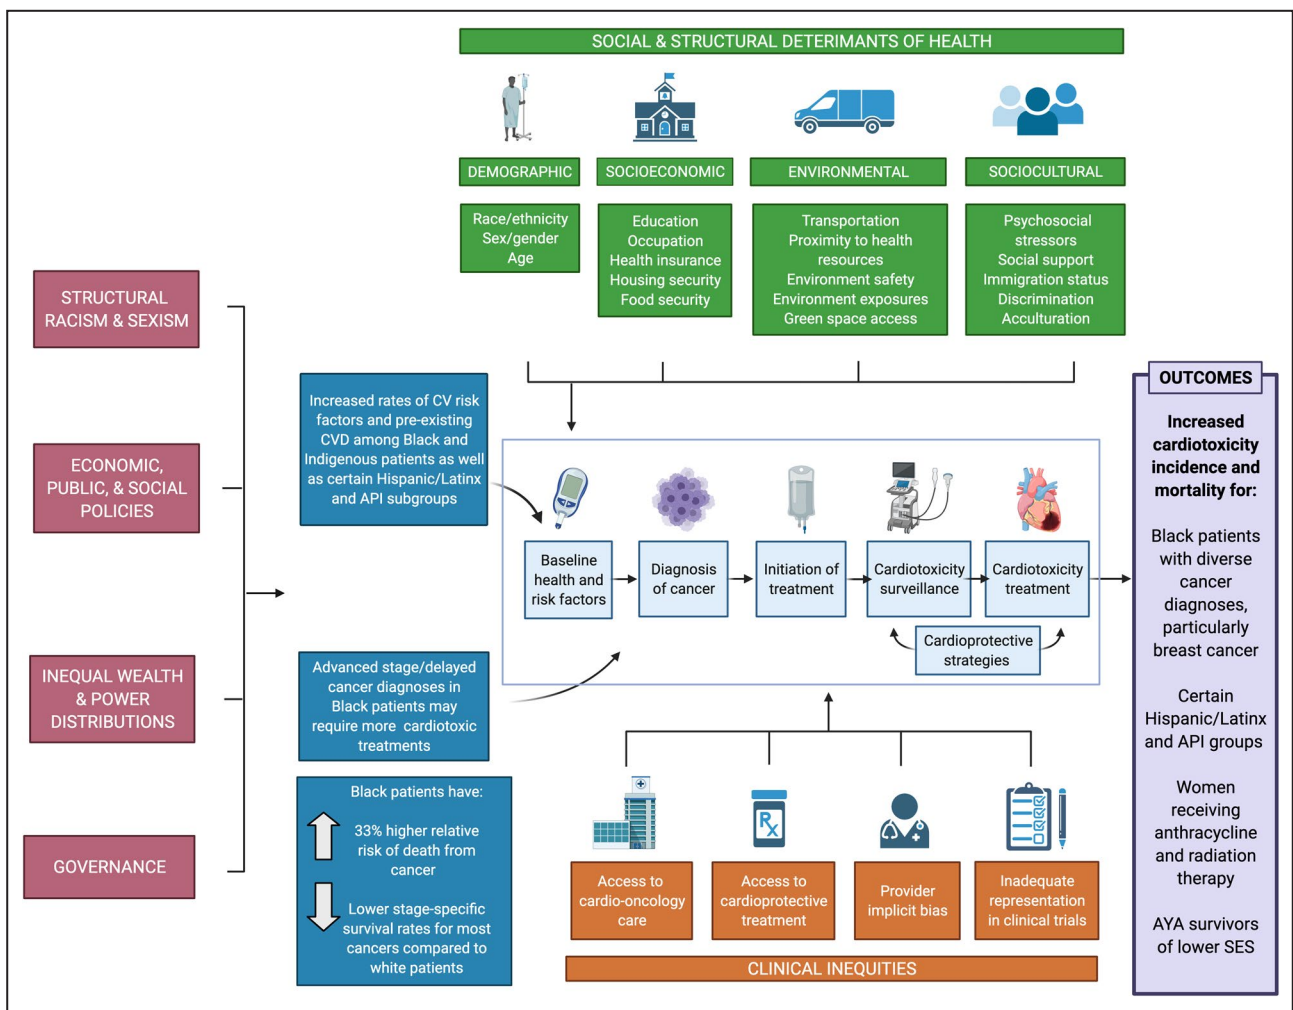 SOCIAL & STRUCTURAL DETERIMANTS OF HEALTH
DEMOGRAPHIC
SOCIOECONOMIC
ENVIRONMENTAL
SOCIOCULTURAL
Race/ethnicity
Sex/gender
Age
Education
Occupation
Health insurance
Housing security
Food security
Transportation
Proximity to health
resources
Environment safety
Environment exposures
Green space access
Psychosocial
stressors
Social support
Immigration status
Discrimination
Acculturation
STRUCTURAL
RACISM & SEXISM
ECONOMIC,
PUBLIC, & SOCIAL
POLICIES
INEQUAL WEALTH
& POWER
DISTRIBUTIONS
GOVERNANCE
Increased rates of CV risk
factors and pre-existing
CVD among Black and
Indigenous patients as well
as certain Hispanic/Latinx
and API subgroups
Advanced stage/delayed
cancer diagnoses in
Black patients may
require more cardiotoxic
treatments
Black patients have:
33% higher relative
risk of death from
cancer
Lower stage-specific
survival rates for most
cancers compared to
white patients
Baseline
health and
risk factors
Diagnosis
of cancer
Initiation of
treatment
Cardiotoxicity
surveillance
Cardiotoxicity
treatment
Cardioprotective
strategies
Rx
Access to
cardio-oncology
care
Access to
cardioprotective
treatment
Provider
implicit bias
Inadequate
representation
in clinical trials
CLINICAL INEQUITIES
OUTCOMES
Increased
cardiotoxicity
incidence and
mortality for:
Black patients
with diverse
cancer
diagnoses,
particularly
breast cancer
Certain
Hispanic/Latinx
and API groups
Women
receiving
anthracycline
and radiation
therapy
AYA survivors
of lower SES